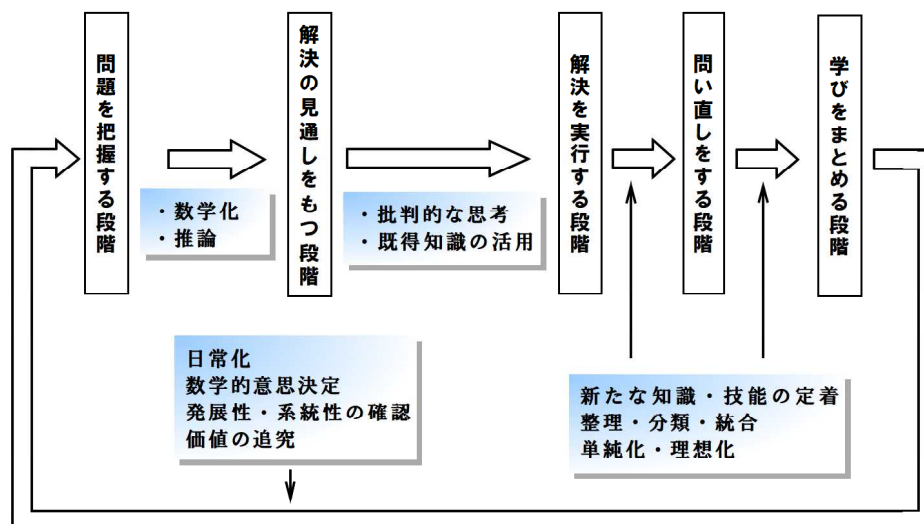 問題を把握する段階
解決の見通しをもつ段階
解決を実行する段階
問い直しをする段階
学びをまとめる段階
・数学化
・推論
・批判的な思考
・既得知識の活用
日常化
数学的意思決定
発展性・系統性の確認
価値の追究
新たな知識・技能の定着
整理・分類・統合
単純化・理想化